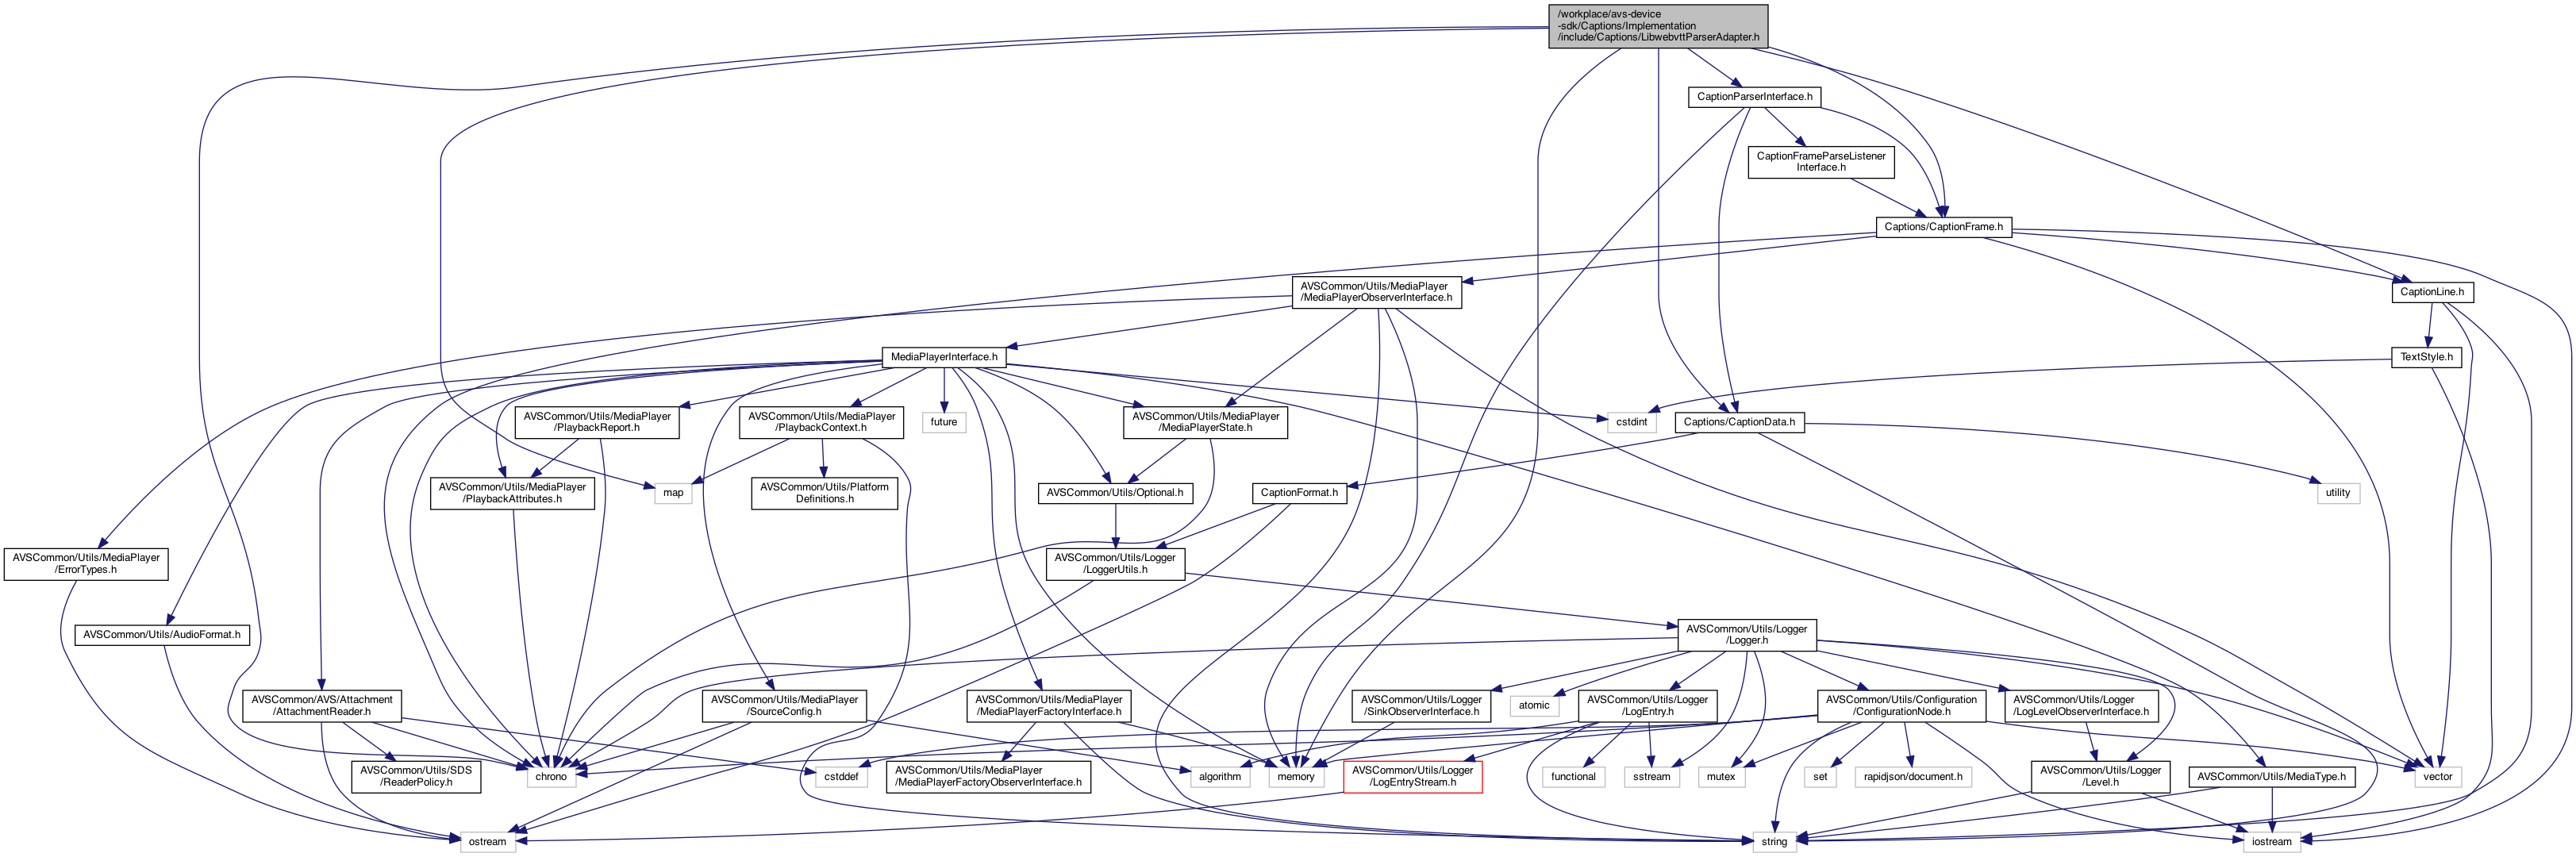 /workplace/avs-device
-sdk/Captions/Implementation
/include/Captions/LibwebvttParserAdapter.h
CaptionParserInterface.h
CaptionFrameParseListener
Interface.h
Captions/CaptionFrame.h
AVSCommon/Utils/MediaPlayer
/MediaPlayerObserverInterface.h
CaptionLine.h
MediaPlayerInterface.h
TextStyle.h
AVSCommon/Utils/MediaPlayer
/PlaybackReport.h
AVSCommon/Utils/MediaPlayer
/PlaybackContext.h
future
AVSCommon/Utils/MediaPlayer
/MediaPlayerState.h
cstdint
Captions/CaptionData.h
AVSCommon/Utils/MediaPlayer
/PlaybackAttributes.h
map
AVSCommon/Utils/Platform
Definitions.h
AVSCommon/Utils/Optional.h
CaptionFormat.h
utility
AVSCommon/Utils/MediaPlayer
/ErrorTypes.h
AVSCommon/Utils/Logger
/LoggerUtils.h
AVSCommon/Utils/AudioFormat.h
AVSCommon/Utils/Logger
/Logger.h
AVSCommon/AVS/Attachment
/AttachmentReader.h
AVSCommon/Utils/MediaPlayer
/SourceConfig.h
AVSCommon/Utils/MediaPlayer
/MediaPlayerFactoryInterface.h
AVSCommon/Utils/Logger
/SinkObserverInterface.h
atomic
AVSCommon/Utils/Logger
/LogEntry.h
AVSCommon/Utils/Configuration
/ConfigurationNode.h
AVSCommon/Utils/Logger
/LogLevelObserverInterface.h
AVSCommon/Utils/SDS
/ReaderPolicy.h
chrono
cstddef
AVSCommon/Utils/MediaPlayer
/MediaPlayerFactoryObserverInterface.h
algorithm
memory
AVSCommon/Utils/Logger
/LogEntryStream.h
functional
sstream
mutex
set
rapidjson/document.h
AVSCommon/Utils/Logger
/Level.h
AVSCommon/Utils/MediaType.h
vector
ostream
string
iostream